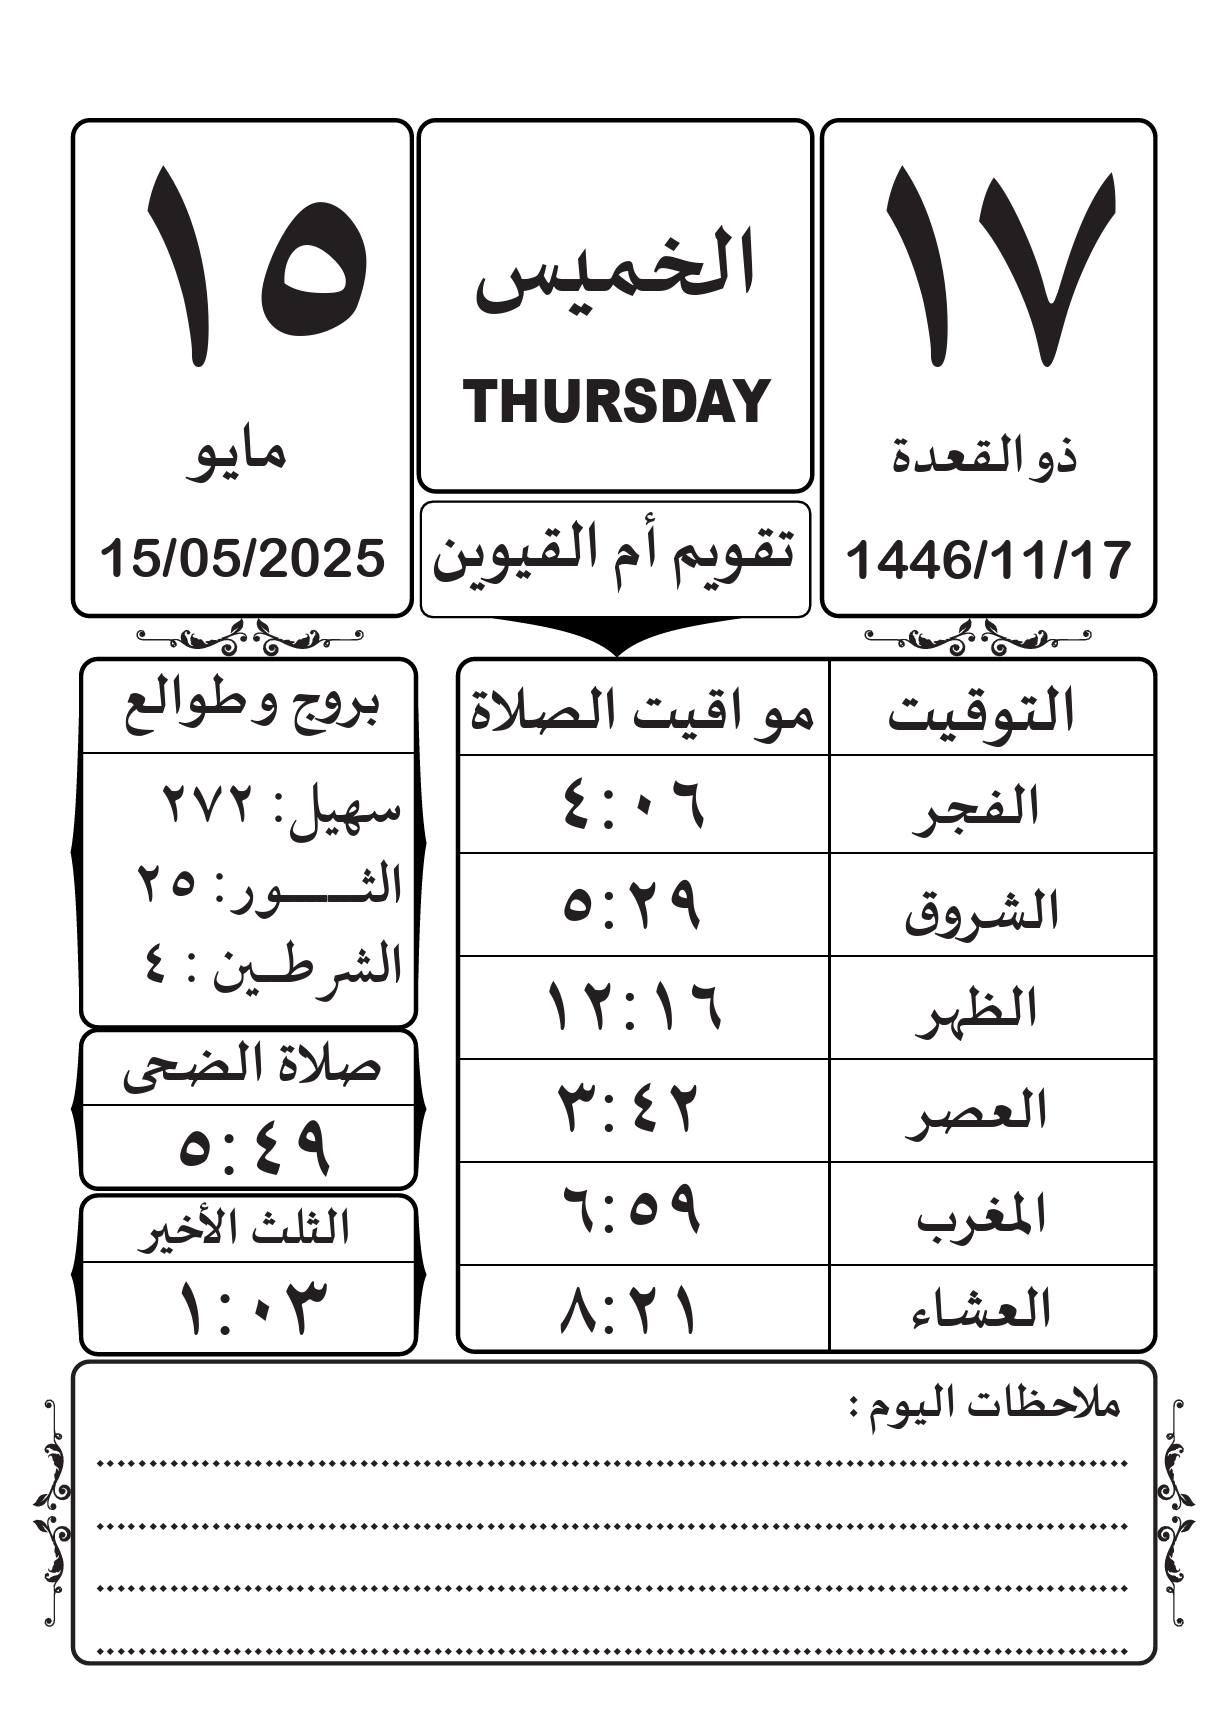 ١٧
ذو القعدة
1446/11/17
الخميس
THURSDAY
تقويم أم القيوين
١٥
مايو
15/05/2025
التوقيت مواقيت الصلاة
الفجر ٤:٠٦
الشروق ٥:٢٩
الظهر ١٢:١٦
العصر ٣:٤٢
المغرب ٦:٥٩
العشاء ٨:٢١
بروج وطوالع
سهيل: ٢٧٢
الثـــــور: ٢٥
الشرطـــين : ٤
صلاة الضحى
٥:٤٩
الثلث الأخير
١:٠٣
ملاحظات اليوم :